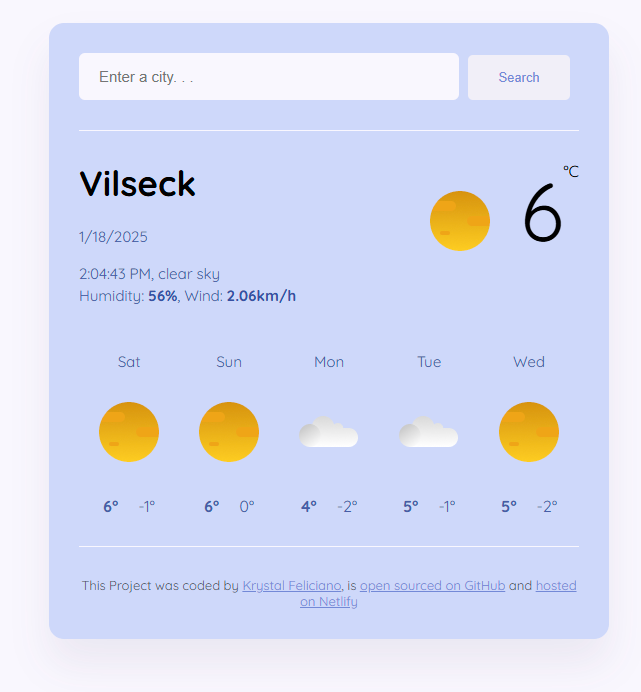 Enter a city. . .
Search
Vilseck
°C
6
1/18/2025
2:04:43 PM, clear sky
Humidity: 56%, Wind: 2.06km/h
Sat Sun Mon Tue Wed
6° -1° 6° 0° 4° -2° 5° -1° 5° -2°
This Project was coded by Krystal Feliciano, is open sourced on GitHub and hosted
on Netlify